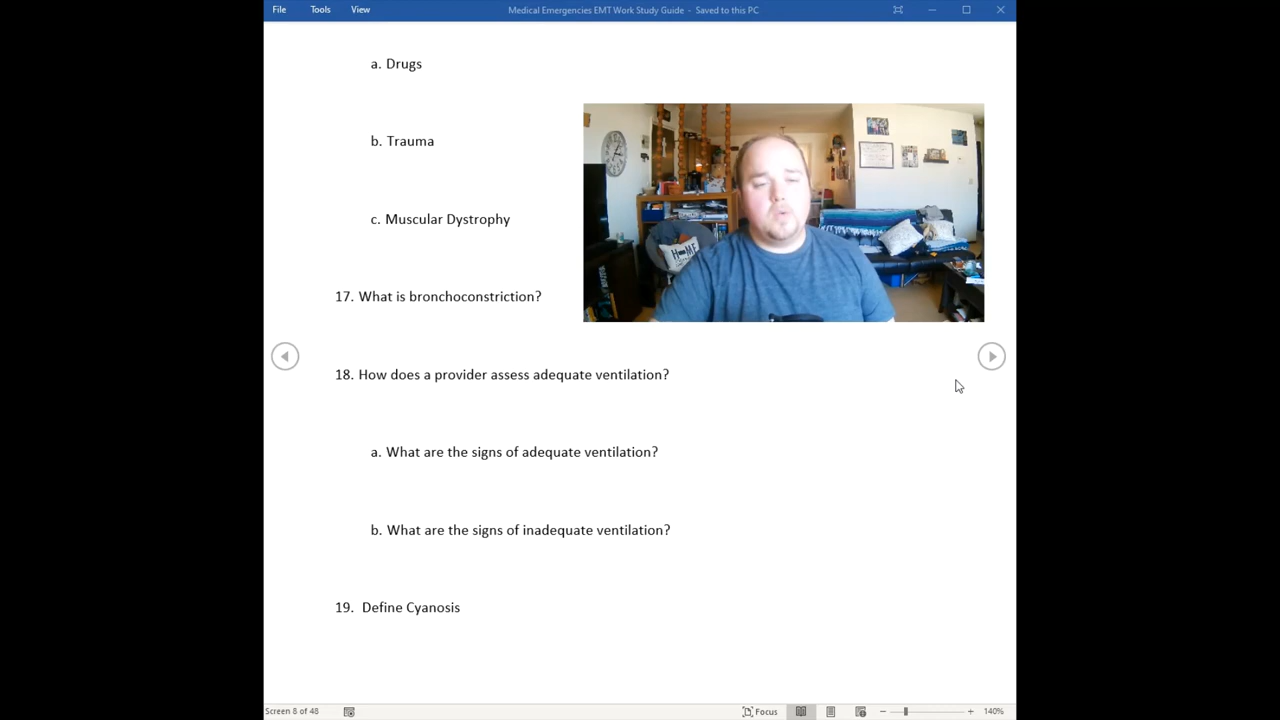 File Tools View Medical Emergencies EMT Work Study Guide - Saved to this PC
a. Drugs
b. Trauma
c. Muscular Dystrophy
17. What is bronchoconstriction?
18. How does a provider assess adequate ventilation?
a. What are the signs of adequate ventilation?
b. What are the signs of inadequate ventilation?
19. Define Cyanosis
Screen 8 of 48 Focus 140%